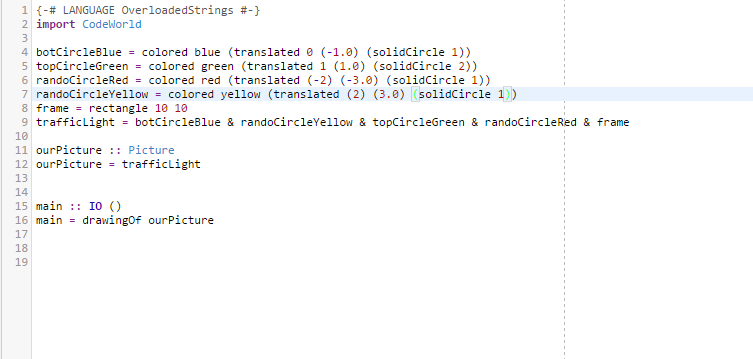 1 {-# LANGUAGE OverloadedStrings #-}
2 import CodeWorld
3
4 botCircleBlue = colored blue (translated 0 (-1.0) (solidCircle 1))
5 topCircleGreen = colored green (translated 1 (1.0) (solidCircle 2))
6 randoCircleRed = colored red (translated (-2) (-3.0) (solidCircle 1))
7 randoCircleYellow = colored yellow (translated (2) (3.0) (solidCircle 1))
8 frame = rectangle 10 10
9 trafficLight = botCircleBlue & randoCircleYellow & topCircleGreen & randoCircleRed & frame
10
11 ourPicture :: Picture
12 ourPicture = trafficLight
13
14
15 main :: IO ()
16 main = drawingOf ourPicture
17
18
19